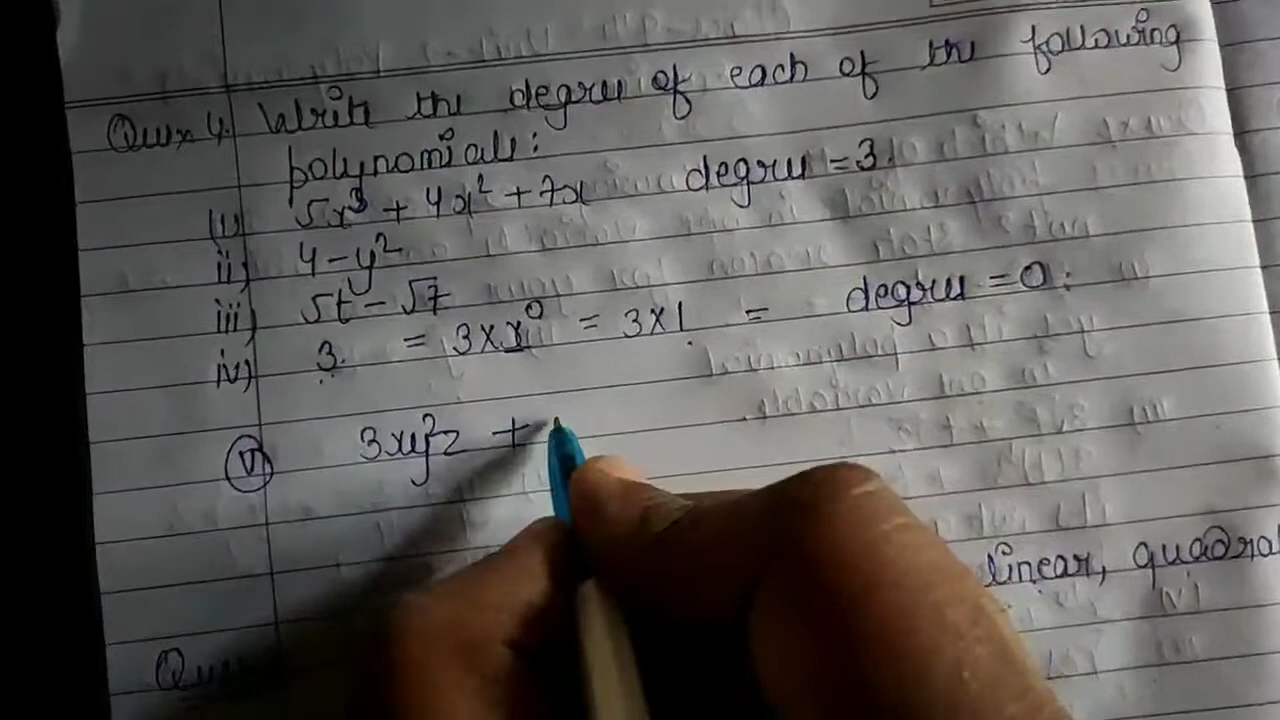 Ques 4. Write the degree of each of the following
polynomials:
(i) 5x³ + 4x² + 7x degree = 3.
ii) 4 - y²
iii) 5t - √7
iv) 3. = 3 × x⁰ = 3 × 1 = degree = 0.
(v) 3xy²z +
linear, quadra
Que